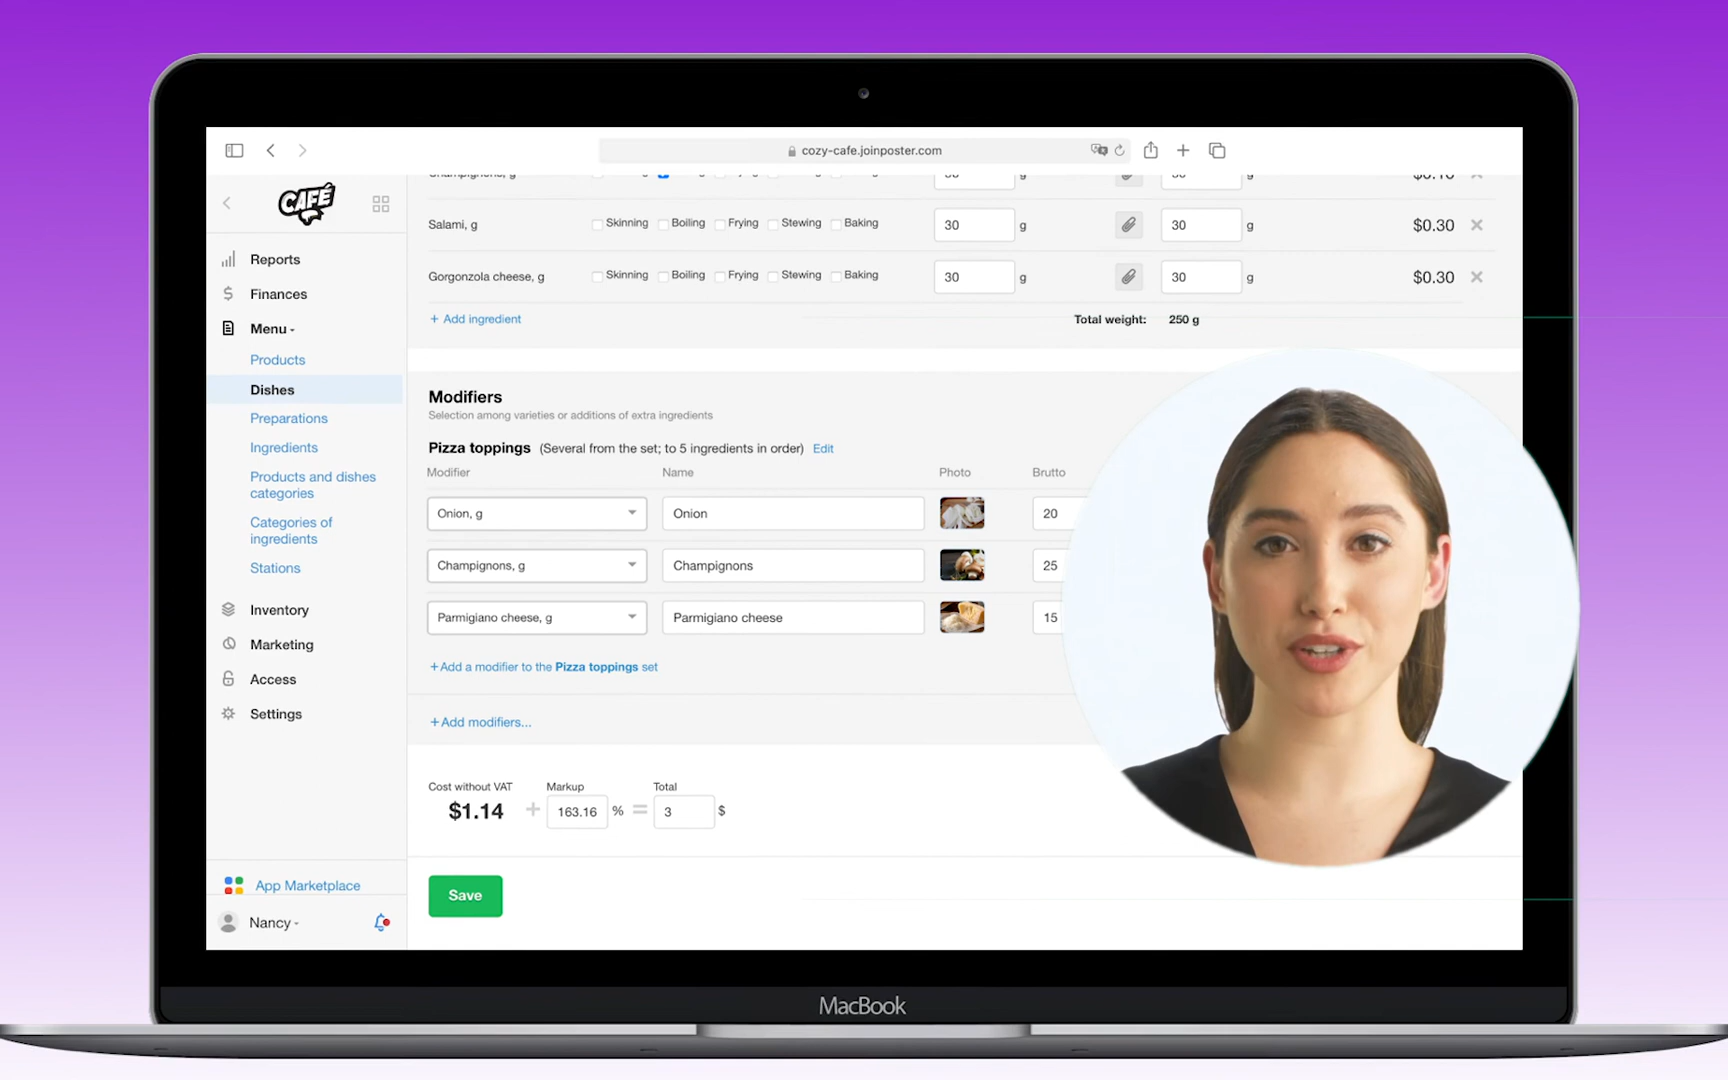 cozy-cafe.joinposter.com
CAFÉ
Reports
Finances
Menu
Products
Dishes
Preparations
Ingredients
Products and dishes
categories
Categories of
ingredients
Stations
Inventory
Marketing
Access
Settings
App Marketplace
Nancy
Champignons, g
Salami, g Skinning Boiling Frying Stewing Baking 30 g 30 g $0.30
Gorgonzola cheese, g Skinning Boiling Frying Stewing Baking 30 g 30 g $0.30
+ Add ingredient Total weight: 250 g
Modifiers
Selection among varieties or additions of extra ingredients
Pizza toppings (Several from the set; to 5 ingredients in order) Edit
Modifier Name Photo Brutto
Onion, g Onion 20
Champignons, g Champignons 25
Parmigiano cheese, g Parmigiano cheese 15
+Add a modifier to the Pizza toppings set
+Add modifiers...
Cost without VAT Markup Total
$1.14 + 163.16 % = 3 $
Save
MacBook